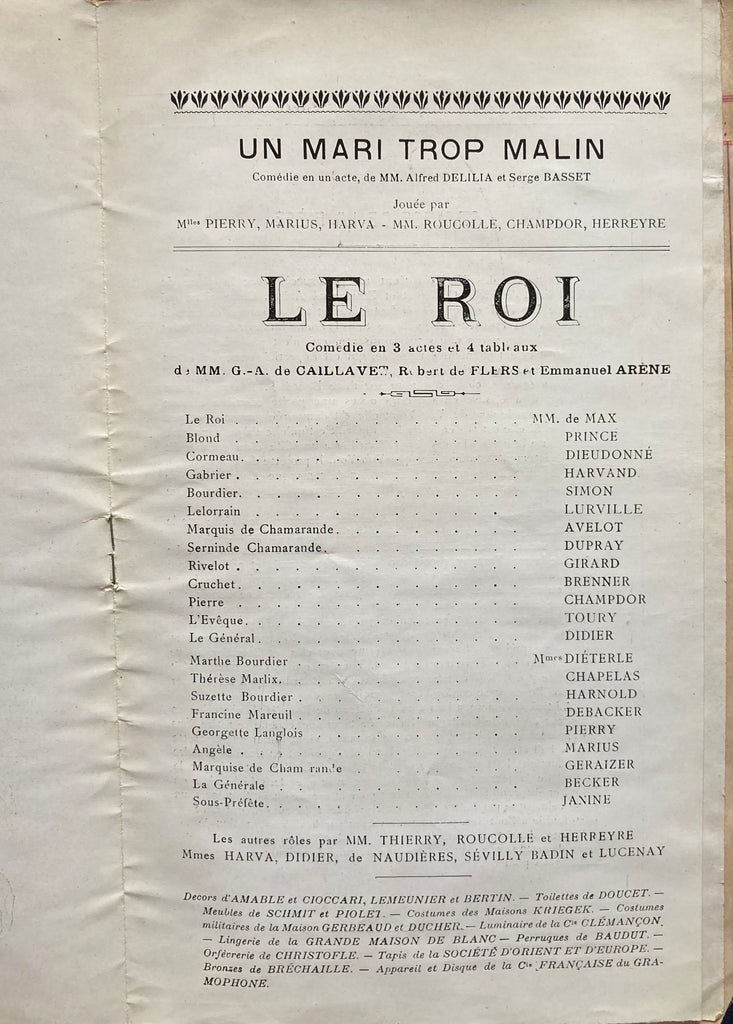 UN MARI TROP MALIN
Comédie en un acte, de MM. Alfred DELILIA et Serge BASSET
Jouée par
Mlles PIERRY, MARIUS, HARVA - MM. ROUCOLLE, CHAMPDOR, HERREYRE
LE ROI
Comédie en 3 actes et 4 tableaux
de MM. G.-A. de CAILLAVET, Robert de FLERS et Emmanuel ARÈNE
Le Roi . . . . . . . . . . . . . . . MM. de MAX
Blond . . . . . . . . . . . . . . . PRINCE
Cormeau. . . . . . . . . . . . . . . DIEUDONNÉ
Gabrier . . . . . . . . . . . . . . . HARVAND
Bourdier. . . . . . . . . . . . . . . SIMON
Lelorrain . . . . . . . . . . . . . . LURVILLE
Marquis de Chamarande. . . . . . . . . . AVELOT
Serninde Chamarande. . . . . . . . . . . DUPRAY
Rivelot . . . . . . . . . . . . . . . GIRARD
Cruchet. . . . . . . . . . . . . . . BRENNER
Pierre . . . . . . . . . . . . . . . CHAMPDOR
L'Evêque. . . . . . . . . . . . . . . TOURY
Le Général. . . . . . . . . . . . . . DIDIER
Marthe Bourdier . . . . . . . . . . . . Mmes DIÉTERLE
Thérèse Marlix. . . . . . . . . . . . . CHAPELAS
Suzette Bourdier . . . . . . . . . . . . HARNOLD
Francine Mareuil . . . . . . . . . . . . DEBACKER
Georgette Langlois . . . . . . . . . . . PIERRY
Angèle . . . . . . . . . . . . . . . MARIUS
Marquise de Chamarande . . . . . . . . . GERAIZER
La Générale . . . . . . . . . . . . . BECKER
Sous-Préfète. . . . . . . . . . . . . . JANINE
Les autres rôles par MM. THIERRY, ROUCOLLE et HERREYRE
Mmes HARVA, DIDIER, de NAUDIÈRES, SÉVILLY BADIN et LUCENAY
Decors d'AMABLE et CIOCCARI, LEMEUNIER et BERTIN. — Toilettes de DOUCET. —
Meubles de SCHMIT et PIOLET. — Costumes des Maisons KRIEGEK. — Costumes
militaires de la Maison GERBEAUD et DUCHER. — Luminaire de la Cie CLÉMANÇON.
— Lingerie de la GRANDE MAISON DE BLANC — Perruques de BAUDUT. —
Orfèvrerie de CHRISTOFLE. — Tapis de la SOCIÉTÉ D'ORIENT ET D'EUROPE. —
Bronzes de BRÉCHAILLE. — Appareil et Disque de la Cie FRANÇAISE du GRA-
MOPHONE.